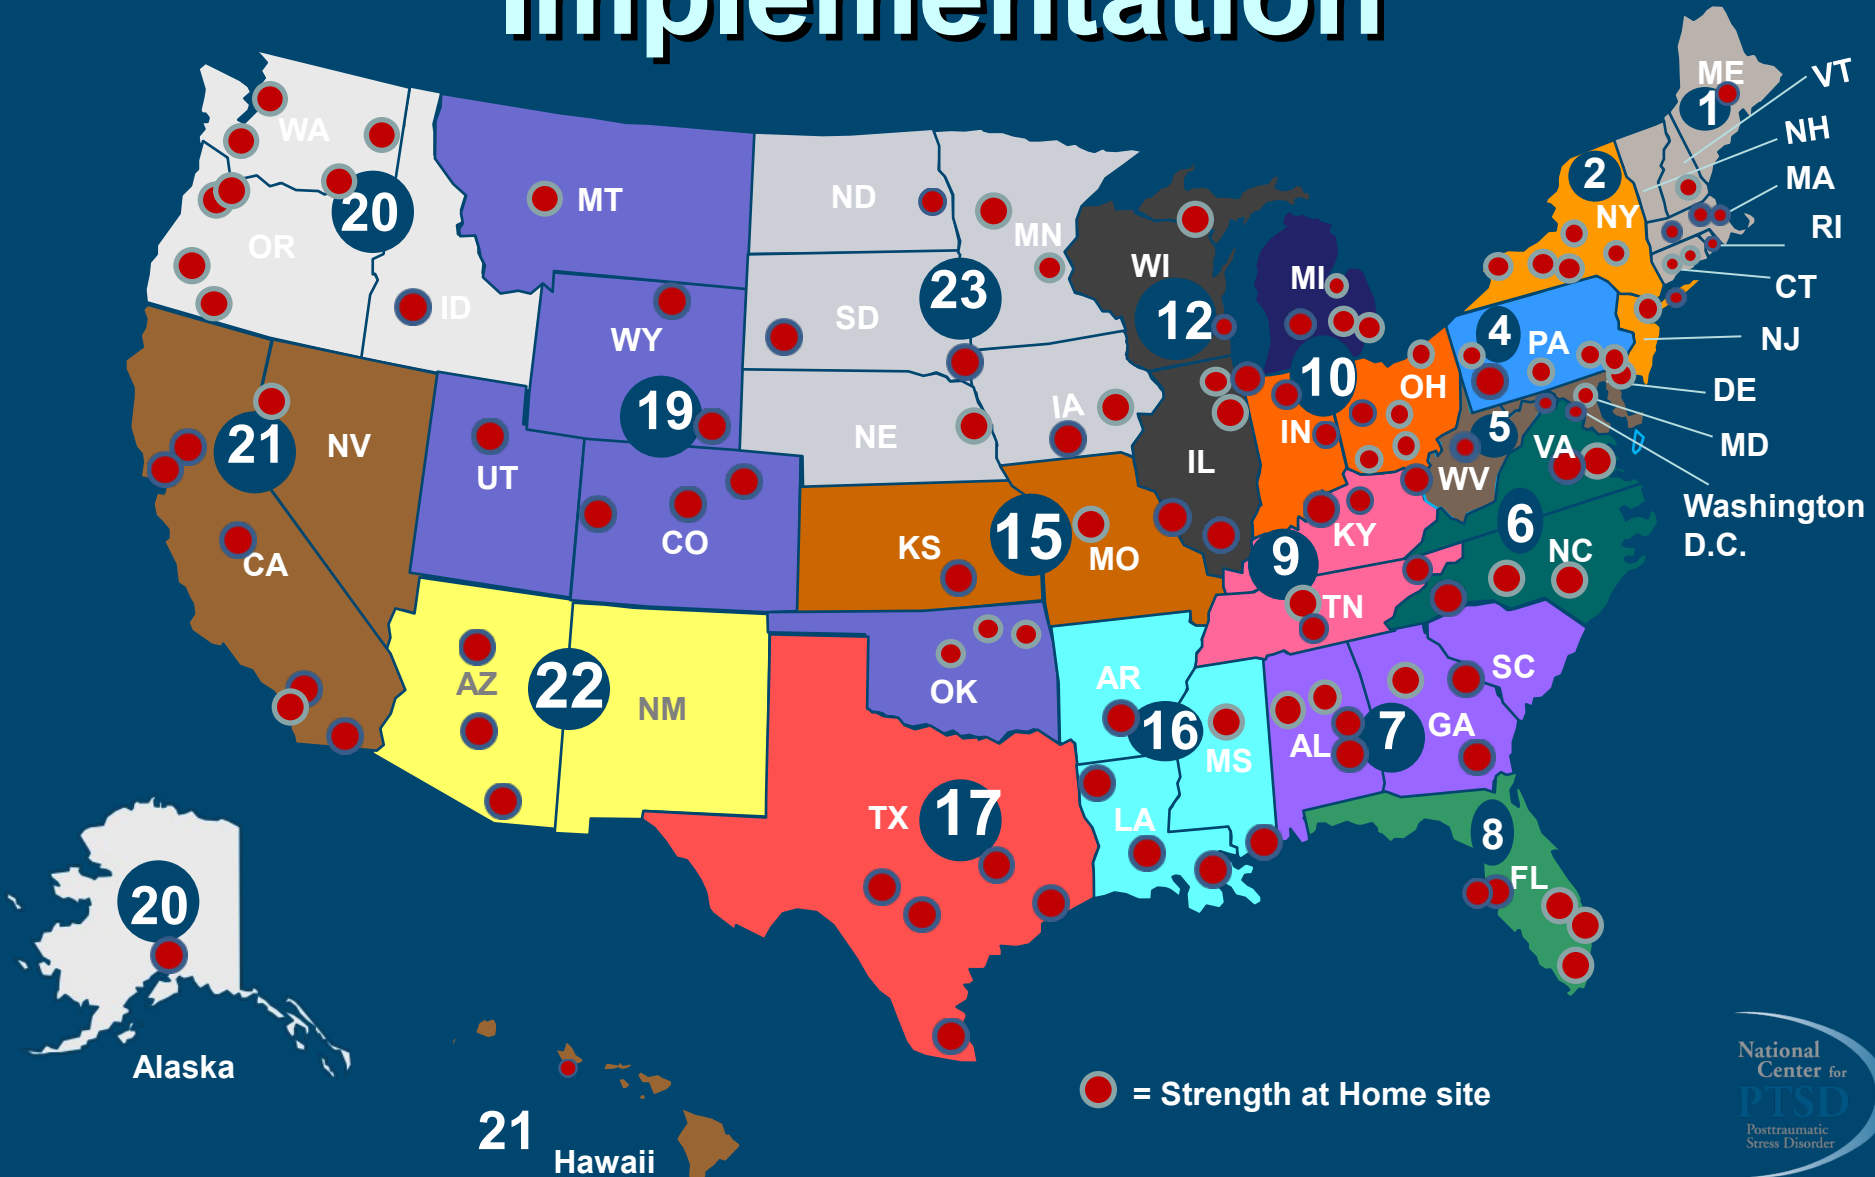 Implementation
ME
1
VT
NH
MA
RI
CT
NJ
DE
MD
Washington
D.C.
WA
20
OR
ID
MT
WY
19
UT
CO
ND
MN
SD
23
NE
IA
WI
12
MI
10
IL
IN
OH
2
NY
4
PA
5
WV
VA
6
NC
21
NV
CA
AZ
22
NM
KS
15
MO
9
KY
TN
OK
AR
16
MS
LA
TX
17
AL
7
GA
SC
8
FL
20
Alaska
21
Hawaii
= Strength at Home site
National
Center for
PTSD
Posttraumatic
Stress Disorder